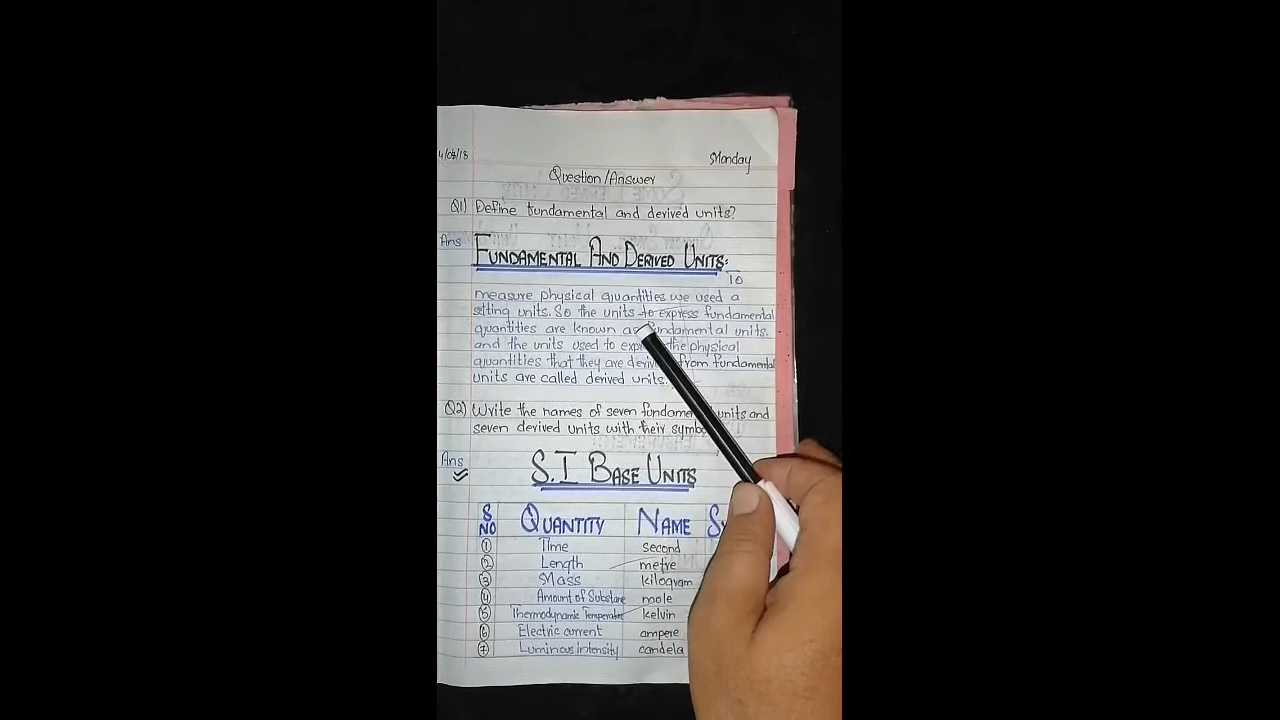 Monday
Question/Answer
Q1) Define fundamental and derived units?
Ans
FUNDAMENTAL AND DERIVED UNITS:
To
measure physical quantities we used a
setting units. So the units to express fundamental
quantities are known as fundamental units.
and the units used to the physical
quantities that they are from fundamental
units are called derived units.
Q2) Write the names of seven units and
seven derived units with their
Ans
S.I BASE UNITS
S NO QUANTITY NAME
1 Time second
2 Length metre
3 Mass kilogram
4 Amount of Substane mole
5 Thermodynamic Temperature kelvin
6 Electric current ampere
7 Luminous intensity candela